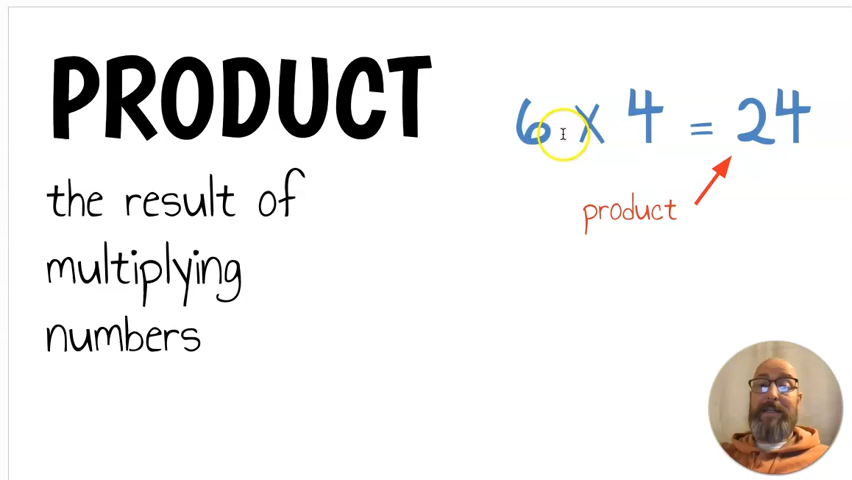 PRODUCT
the result of
multiplying
numbers
6 x 4 = 24
product